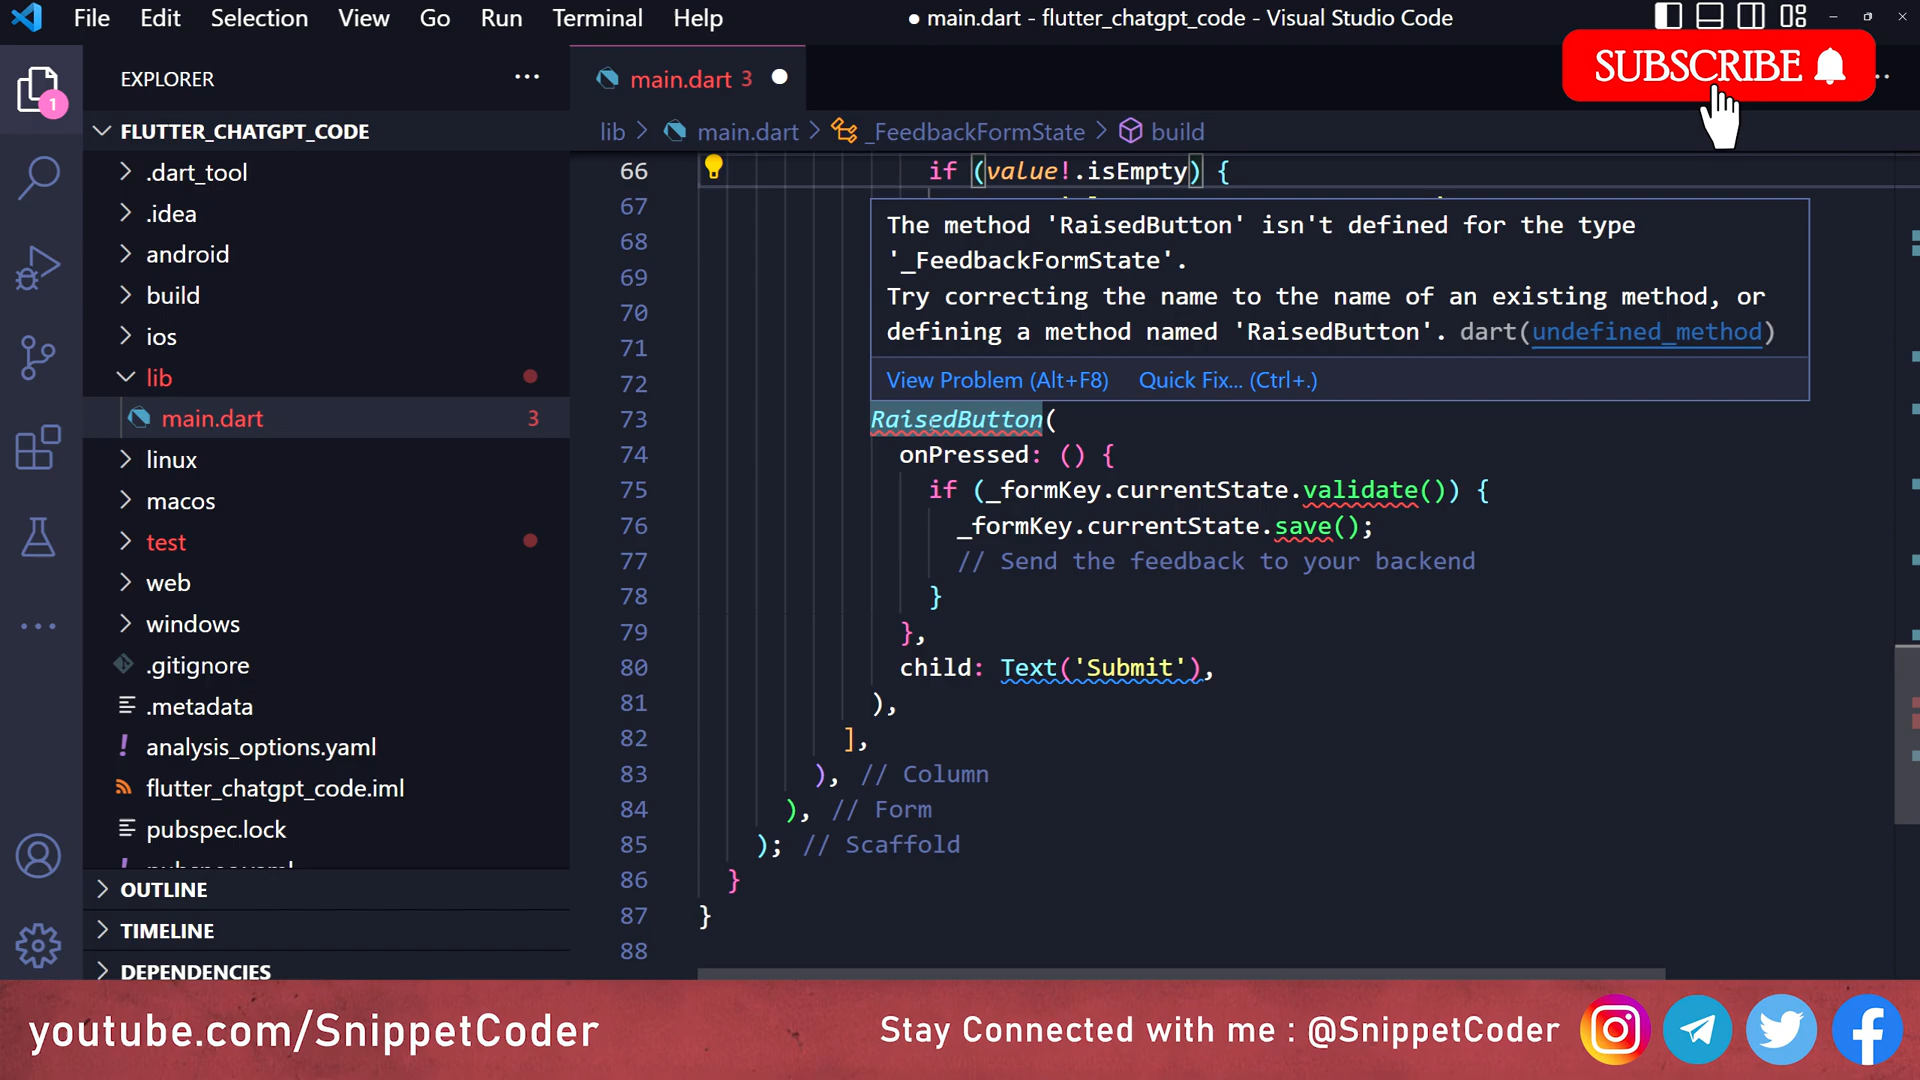 File Edit Selection View Go Run Terminal Help
● main.dart - flutter_chatgpt_code - Visual Studio Code
SUBSCRIBE
EXPLORER
main.dart 3
1
FLUTTER_CHATGPT_CODE
lib > main.dart > _FeedbackFormState > build
.dart_tool
.idea
android
build
ios
lib
main.dart 3
linux
macos
test
web
windows
.gitignore
.metadata
analysis_options.yaml
flutter_chatgpt_code.iml
pubspec.lock
OUTLINE
TIMELINE
DEPENDENCIES
66 if (value!.isEmpty) {
67
The method 'RaisedButton' isn't defined for the type
'_FeedbackFormState'.
Try correcting the name to the name of an existing method, or
defining a method named 'RaisedButton'. dart(undefined_method)
View Problem (Alt+F8) Quick Fix... (Ctrl+.)
68
69
70
71
72
73 RaisedButton(
74 onPressed: () {
75 if (_formKey.currentState.validate()) {
76 _formKey.currentState.save();
77 // Send the feedback to your backend
78 }
79 },
80 child: Text('Submit'),
81 ),
82 ],
83 ), // Column
84 ), // Form
85 ); // Scaffold
86 }
87 }
88
youtube.com/SnippetCoder
Stay Connected with me : @SnippetCoder